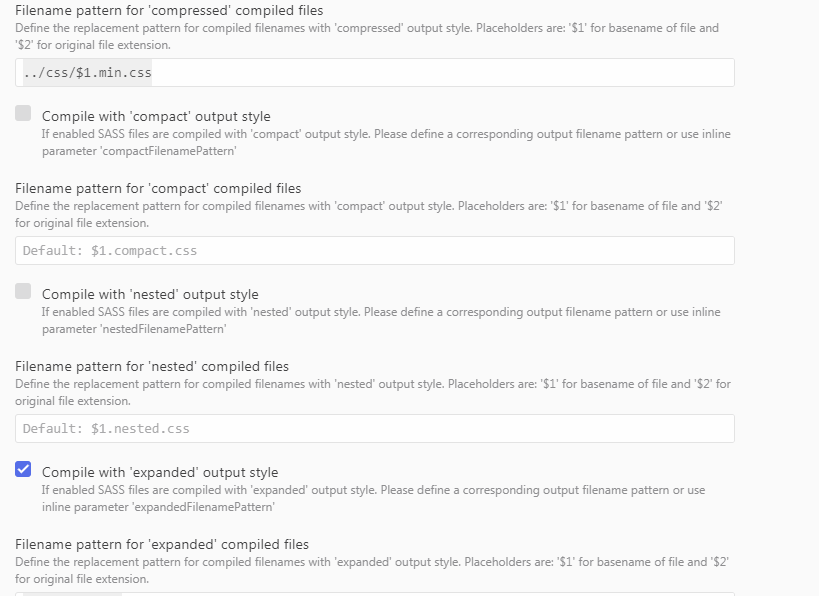 Filename pattern for 'compressed' compiled files
Define the replacement pattern for compiled filenames with 'compressed' output style. Placeholders are: '$1' for basename of file and
'$2' for original file extension.
../css/$1.min.css
Compile with 'compact' output style
If enabled SASS files are compiled with 'compact' output style. Please define a corresponding output filename pattern or use inline
parameter 'compactFilenamePattern'
Filename pattern for 'compact' compiled files
Define the replacement pattern for compiled filenames with 'compact' output style. Placeholders are: '$1' for basename of file and '$2'
for original file extension.
Default: $1.compact.css
Compile with 'nested' output style
If enabled SASS files are compiled with 'nested' output style. Please define a corresponding output filename pattern or use inline
parameter 'nestedFilenamePattern'
Filename pattern for 'nested' compiled files
Define the replacement pattern for compiled filenames with 'nested' output style. Placeholders are: '$1' for basename of file and '$2' for
original file extension.
Default: $1.nested.css
Compile with 'expanded' output style
If enabled SASS files are compiled with 'expanded' output style. Please define a corresponding output filename pattern or use
inline parameter 'expandedFilenamePattern'
Filename pattern for 'expanded' compiled files
Define the replacement pattern for compiled filenames with 'expanded' output style. Placeholders are: '$1' for basename of file and '$2'
for original file extension.